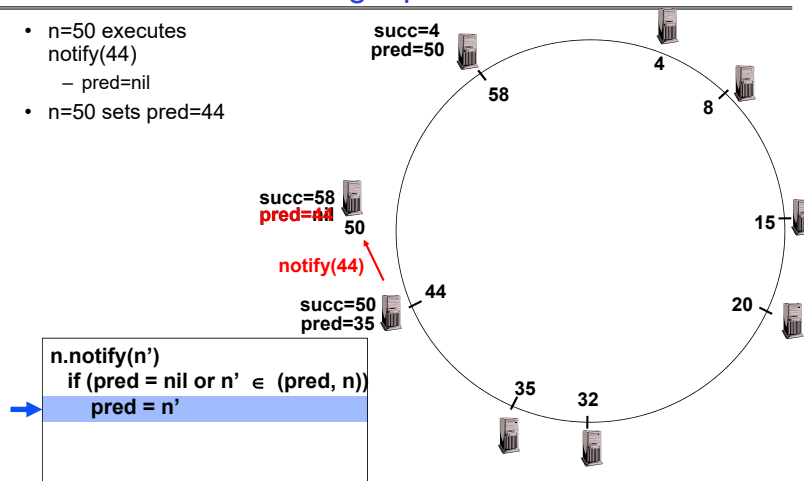 • n=50 executes
notify(44)
– pred=nil
• n=50 sets pred=44
succ=4
pred=50
58
4
8
15
20
32
35
44
succ=58
pred=44
50
notify(44)
succ=50
pred=35
n.notify(n’)
if (pred = nil or n’ ∈ (pred, n))
pred = n’